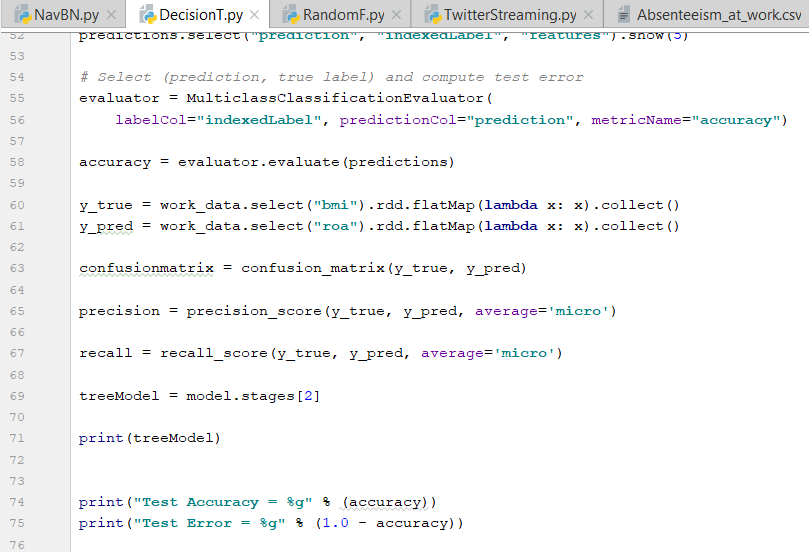 NavBN.py DecisionT.py RandomF.py TwitterStreaming.py Absenteeism_at_work.csv
52 predictions.select("prediction", "indexedLabel", "features").show(5)
53
54 # Select (prediction, true label) and compute test error
55 evaluator = MulticlassClassificationEvaluator(
56     labelCol="indexedLabel", predictionCol="prediction", metricName="accuracy")
57
58 accuracy = evaluator.evaluate(predictions)
59
60 y_true = work_data.select("bmi").rdd.flatMap(lambda x: x).collect()
61 y_pred = work_data.select("roa").rdd.flatMap(lambda x: x).collect()
62
63 confusionmatrix = confusion_matrix(y_true, y_pred)
64
65 precision = precision_score(y_true, y_pred, average='micro')
66
67 recall = recall_score(y_true, y_pred, average='micro')
68
69 treeModel = model.stages[2]
70
71 print(treeModel)
72
73
74 print("Test Accuracy = %g" % (accuracy))
75 print("Test Error = %g" % (1.0 - accuracy))
76